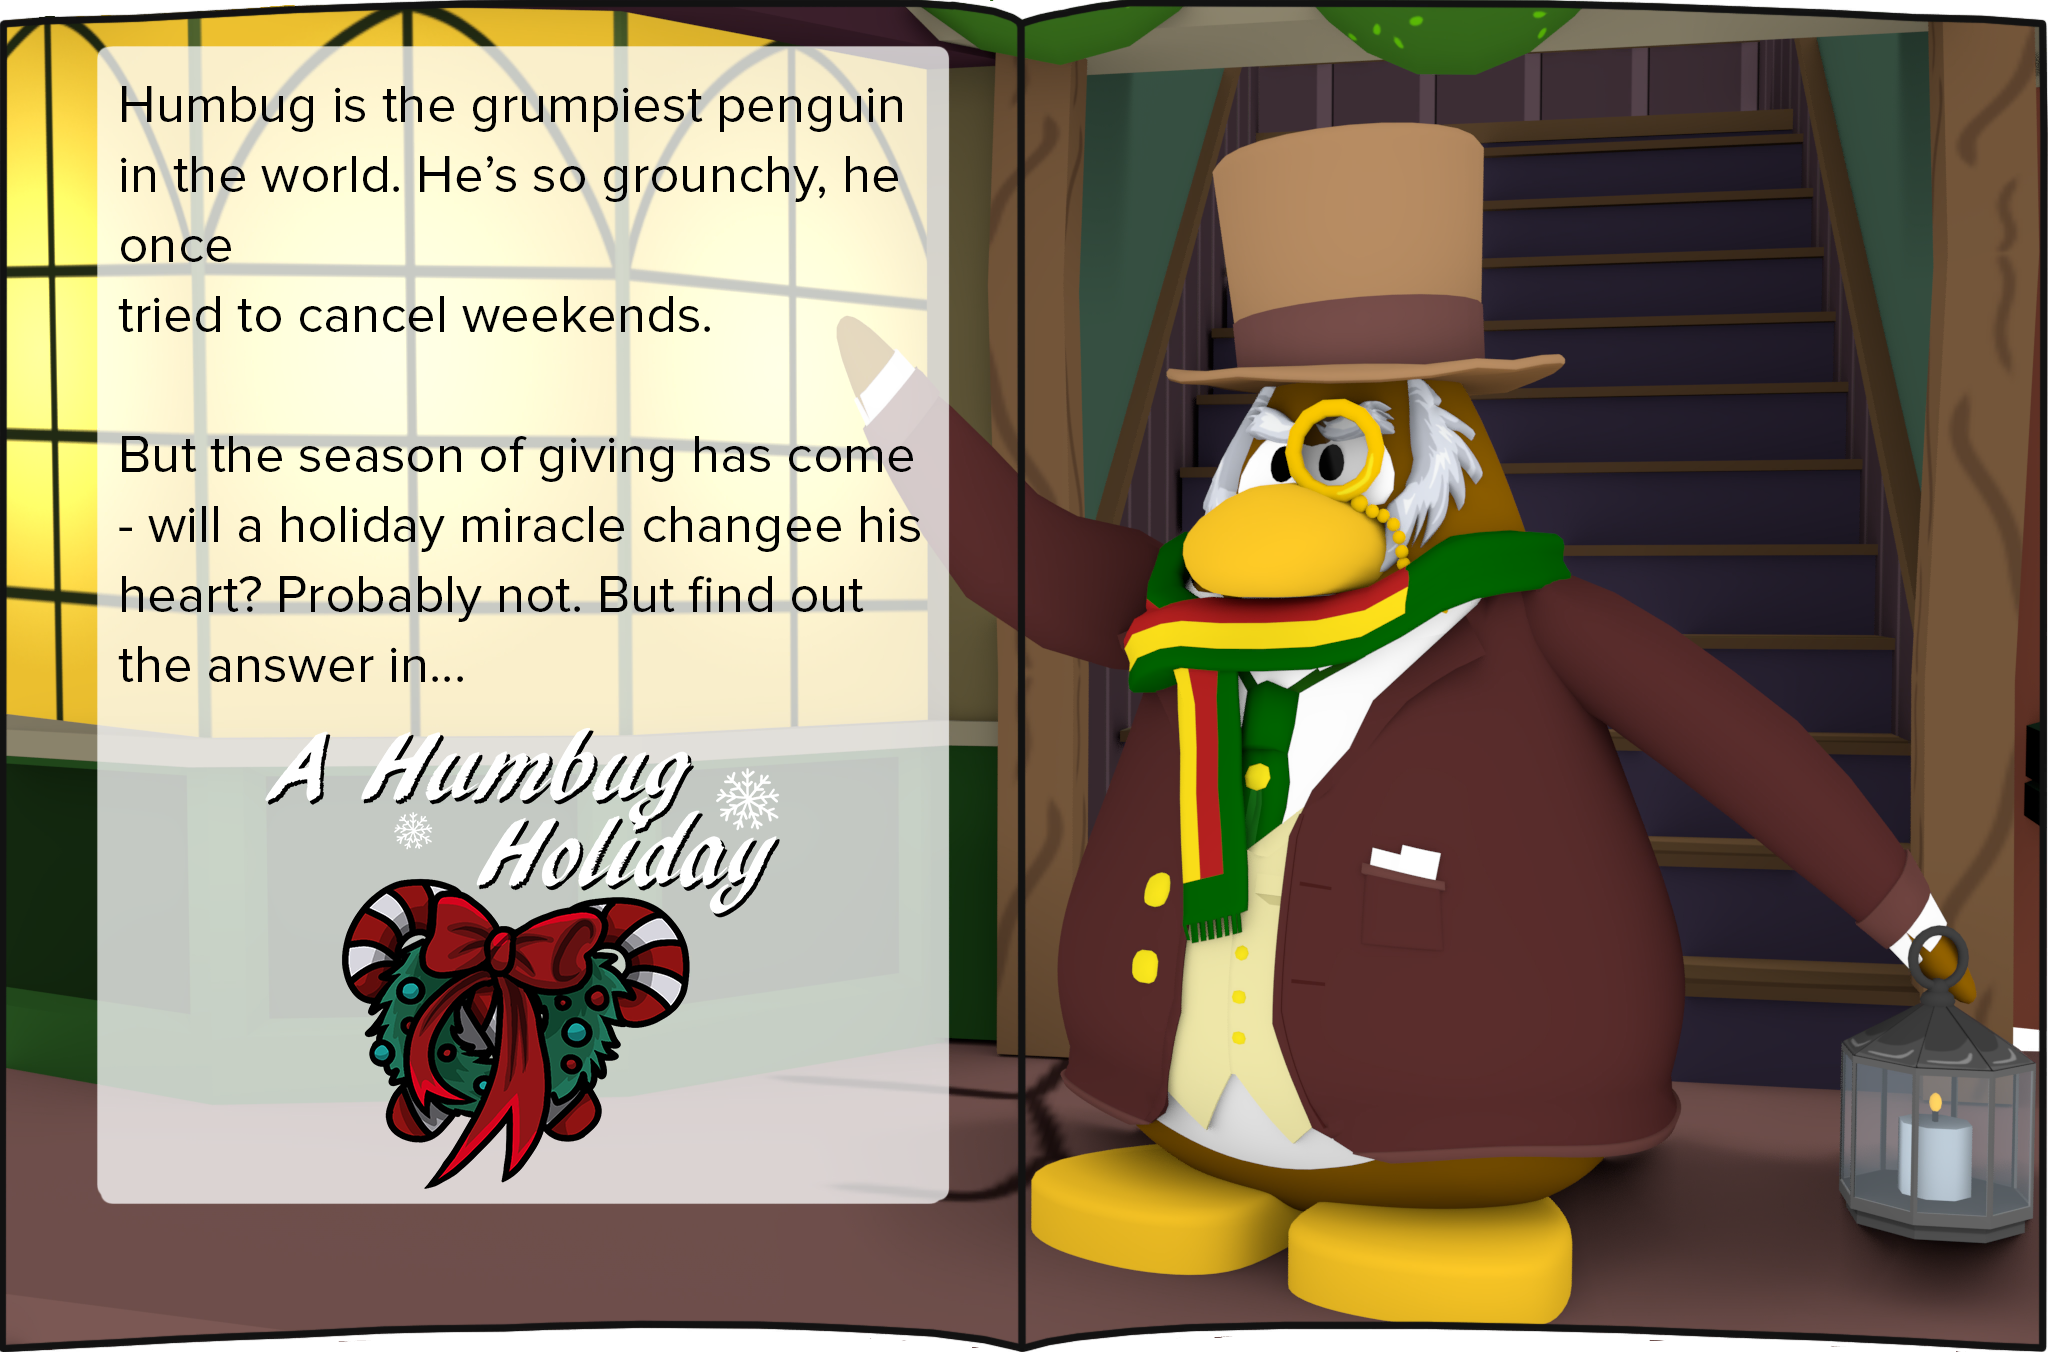 Humbug is the grumpiest penguin
in the world. He’s so grounchy, he
once
tried to cancel weekends.
But the season of giving has come
- will a holiday miracle changee his
heart? Probably not. But find out
the answer in...
A Humbug
Holiday